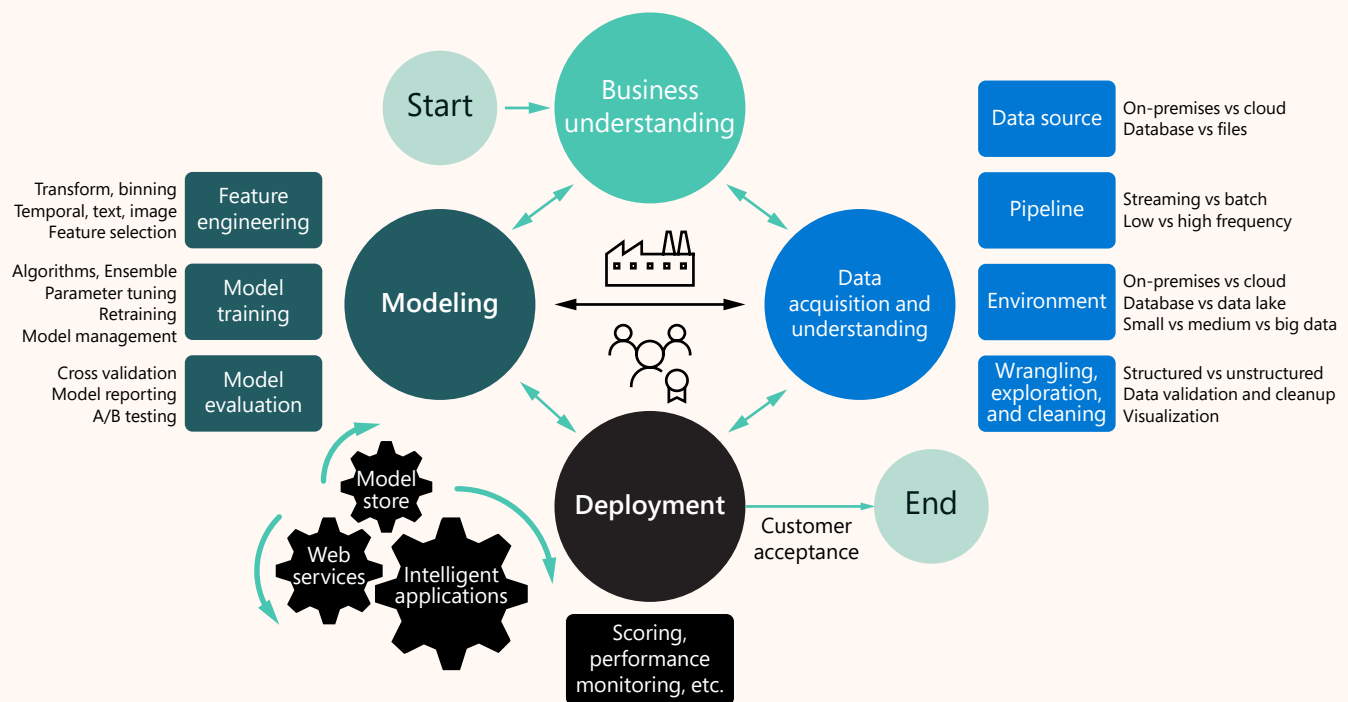 Start
Business
understanding
Data source
On-premises vs cloud
Database vs files
Transform, binning
Temporal, text, image
Feature selection
Feature
engineering
Pipeline
Streaming vs batch
Low vs high frequency
Algorithms, Ensemble
Parameter tuning
Retraining
Model management
Model
training
Modeling
Data
acquisition and
understanding
Environment
On-premises vs cloud
Database vs data lake
Small vs medium vs big data
Cross validation
Model reporting
A/B testing
Model
evaluation
Wrangling,
exploration,
and cleaning
Structured vs unstructured
Data validation and cleanup
Visualization
Model
store
Web
services
Intelligent
applications
Deployment
Customer
acceptance
End
Scoring,
performance
monitoring, etc.